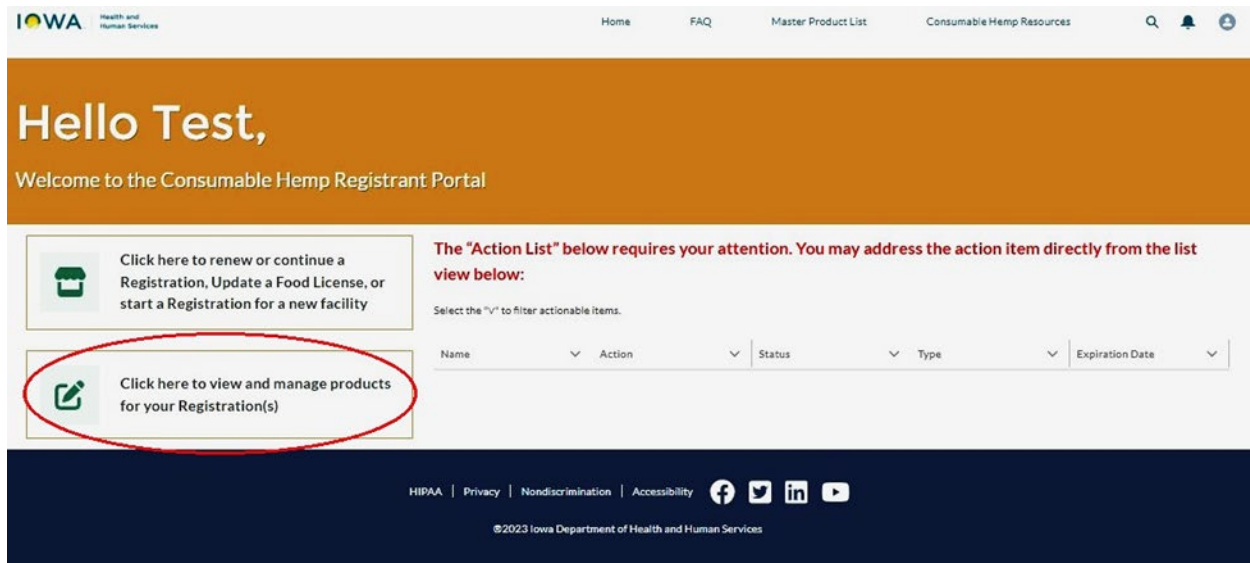 IOWA Health and
Human Services
Home FAQ Master Product List Consumable Hemp Resources
Hello Test,
Welcome to the Consumable Hemp Registrant Portal
Click here to renew or continue a
Registration, Update a Food License, or
start a Registration for a new facility
Click here to view and manage products
for your Registration(s)
The “Action List” below requires your attention. You may address the action item directly from the list
view below:
Select the "V" to filter actionable items.
Name Action Status Type Expiration Date
HIPAA | Privacy | Nondiscrimination | Accessibility
©2023 Iowa Department of Health and Human Services